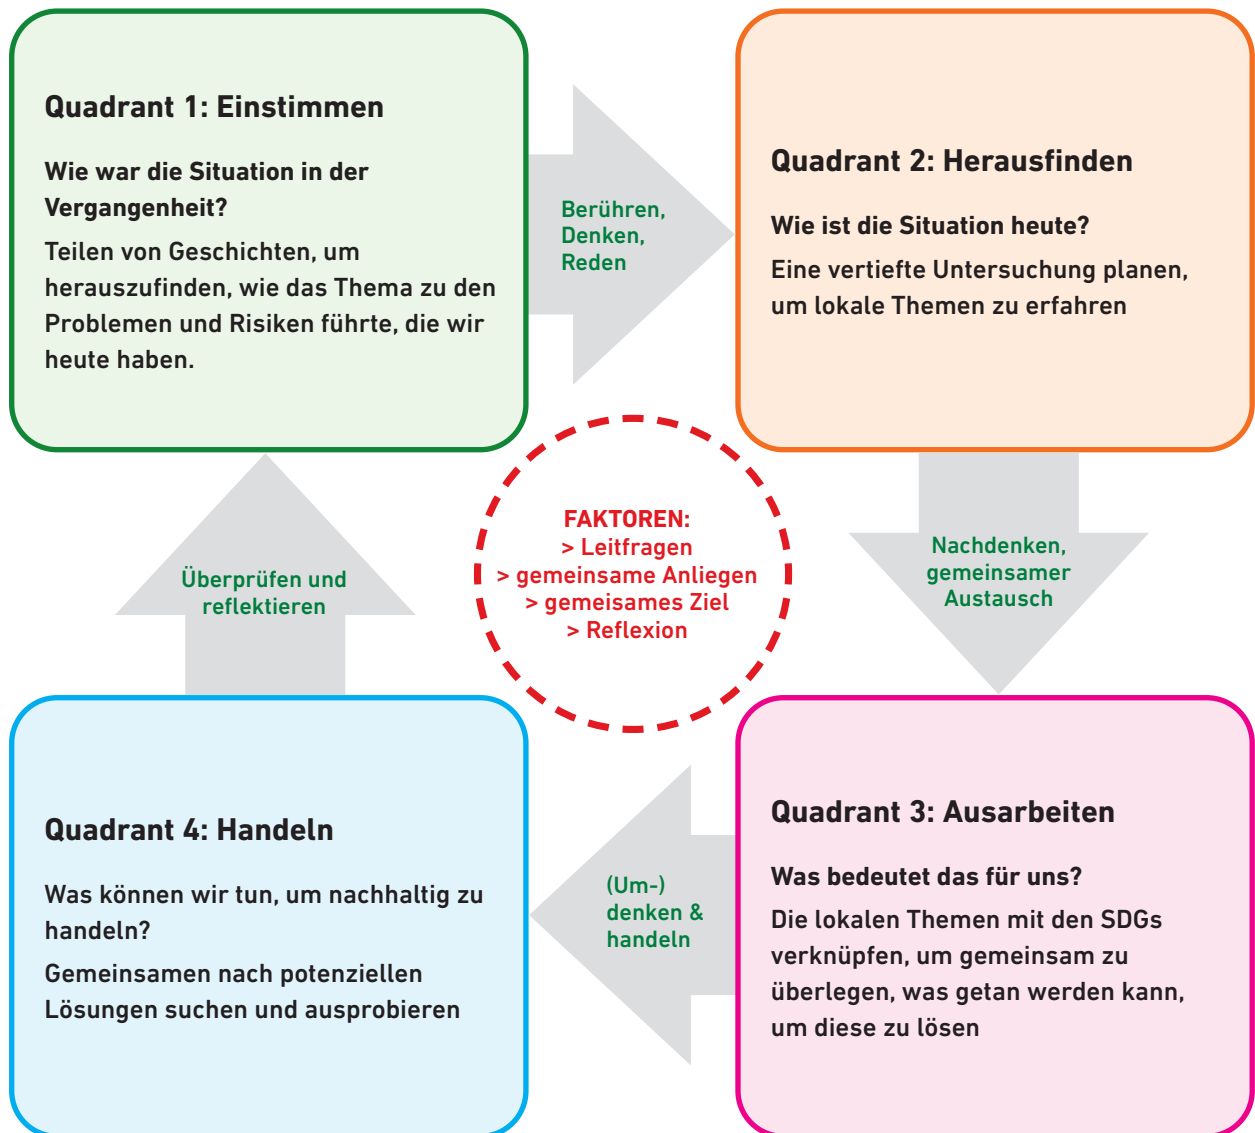 Quadrant 1: Einstimmen
Wie war die Situation in der
Vergangenheit?
Teilen von Geschichten, um
herauszufinden, wie das Thema zu den
Problemen und Risiken führte, die wir
heute haben.
Berühren,
Denken,
Reden
Quadrant 2: Herausfinden
Wie ist die Situation heute?
Eine vertiefte Untersuchung planen,
um lokale Themen zu erfahren
Nachdenken,
gemeinsamer
Austausch
FAKTOREN:
> Leitfragen
> gemeinsame Anliegen
> gemeisames Ziel
> Reflexion
Quadrant 3: Ausarbeiten
Was bedeutet das für uns?
Die lokalen Themen mit den SDGs
verknüpfen, um gemeinsam zu
überlegen, was getan werden kann,
um diese zu lösen
(Um-)
denken &
handeln
Quadrant 4: Handeln
Was können wir tun, um nachhaltig zu
handeln?
Gemeinsamen nach potenziellen
Lösungen suchen und ausprobieren
Überprüfen und
reflektieren